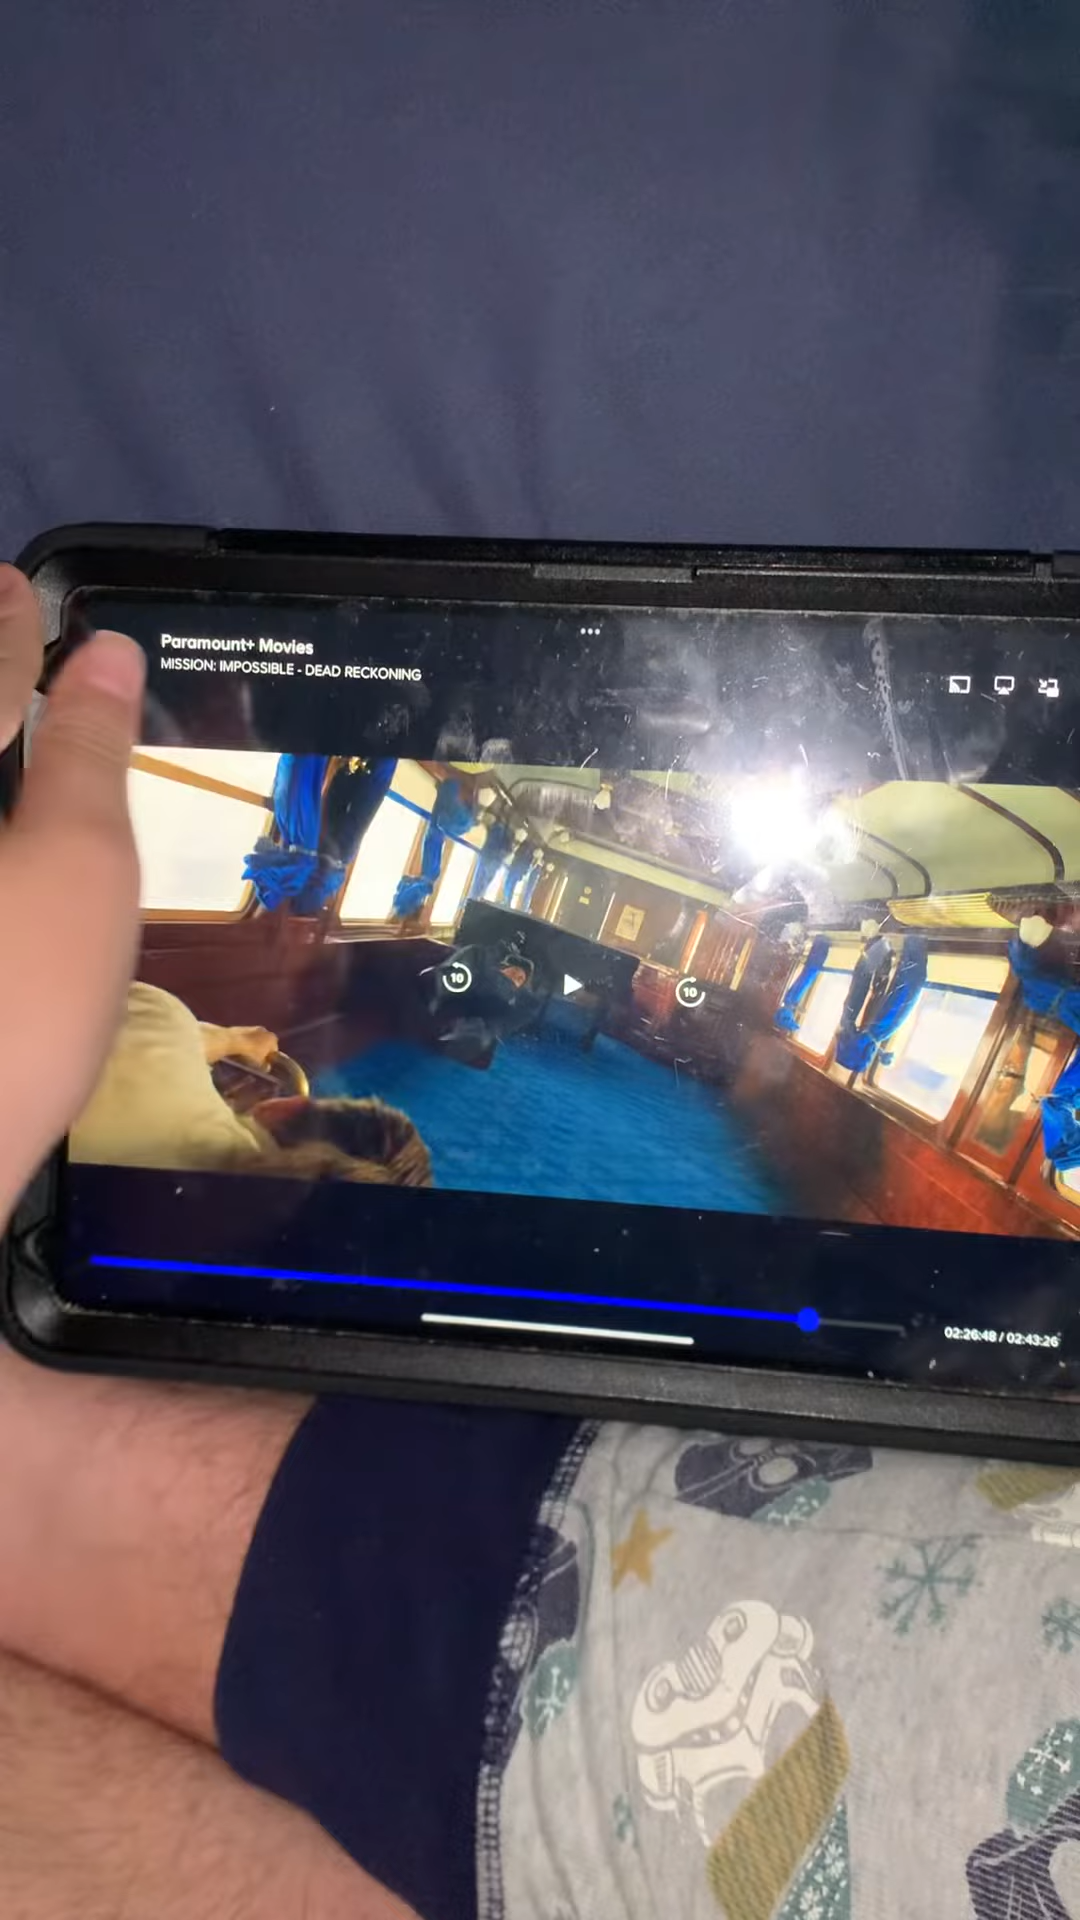 Paramount+ Movies
MISSION: IMPOSSIBLE - DEAD RECKONING
10
10
02:26:48 / 02:43:26